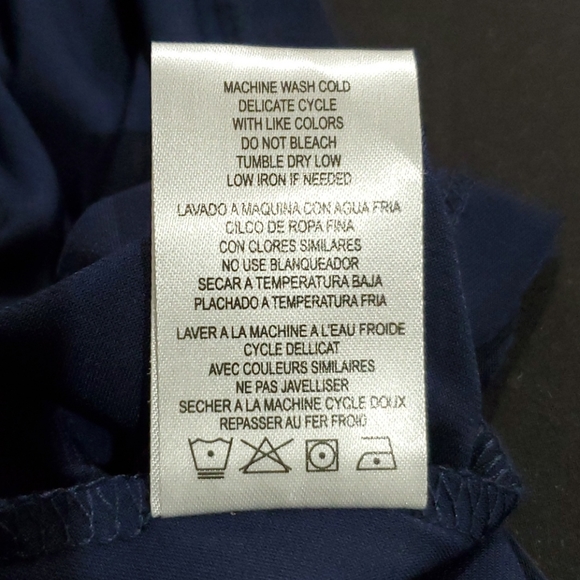 MACHINE WASH COLD
DELICATE CYCLE
WITH LIKE COLORS
DO NOT BLEACH
TUMBLE DRY LOW
LOW IRON IF NEEDED
LAVADO A MAQUINA CON AGUA FRIA
CILCO DE ROPA FINA
CON CLORES SIMILARES
NO USE BLANQUEADOR
SECAR A TEMPERATURA BAJA
PLACHADO A TEMPERATURA FRIA
LAVER A LA MACHINE A L'EAU FROIDE
CYCLE DELLICAT
AVEC COULEURS SIMILAIRES
NE PAS JAVELLISER
SECHER A LA MACHINE CYCLE DOUX
REPASSER AU FER FROID